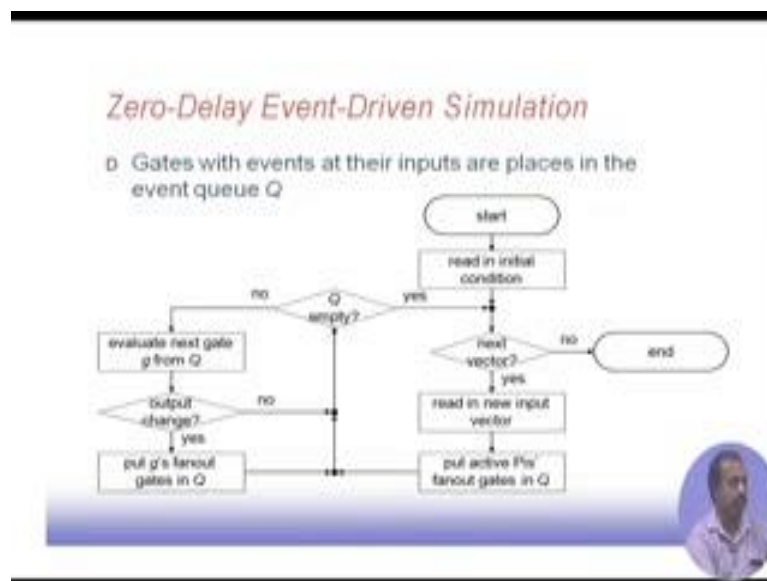 Zero-Delay Event-Driven Simulation
Gates with events at their inputs are places in the
event queue Q
start
read in initial
condition
no
Q
empty?
yes
evaluate next gate
g from Q
next
vector?
no
end
yes
output
change?
no
read in new input
vector
yes
put g's fanout
gates in Q
put active PIs'
fanout gates in Q